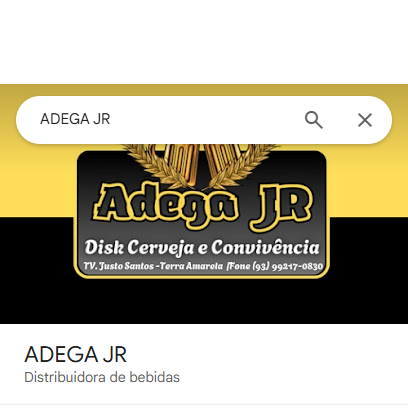 ADEGA JR
Adega JR
Disk Cerveja e Convivência
TV. Justo Santos - Terra Amarela / Fone (93) 99217-0830
ADEGA JR
Distribuidora de bebidas